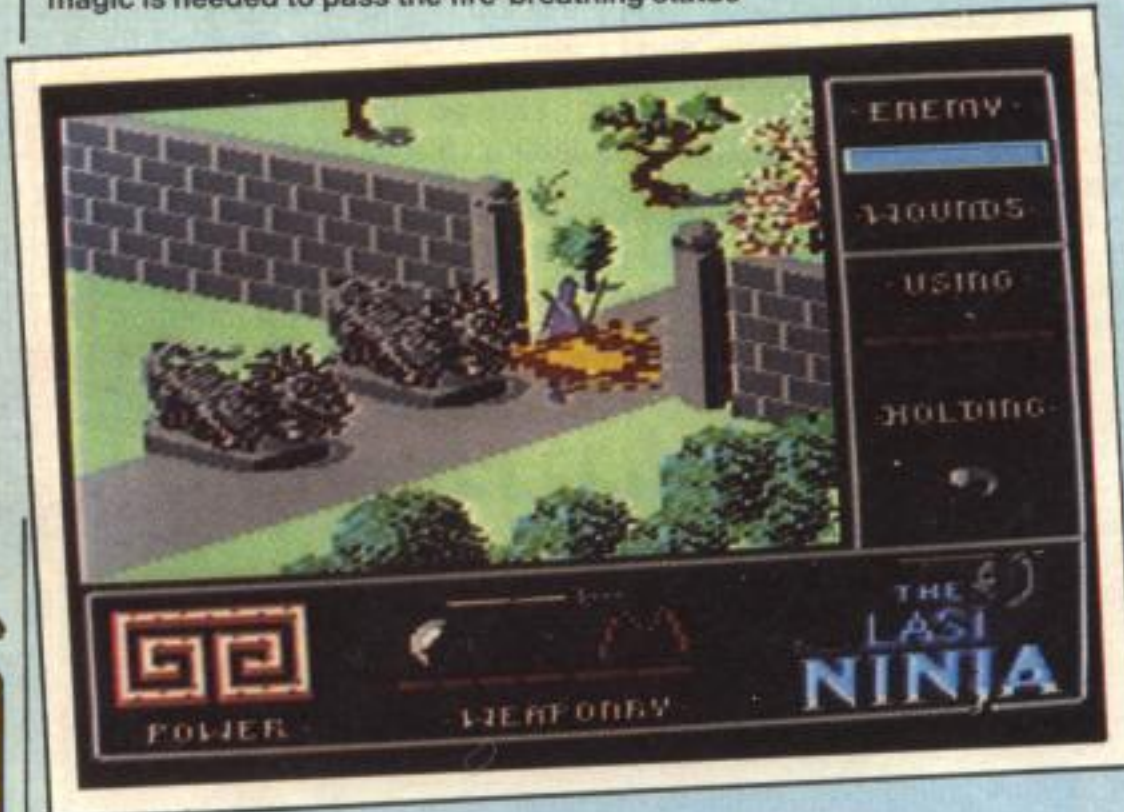 magic is needed to pass the fire-breathing statue
ENEMY
WOUNDS
USING
HOLDING
POWER
WEAPONRY
THE
LAST
NINJA